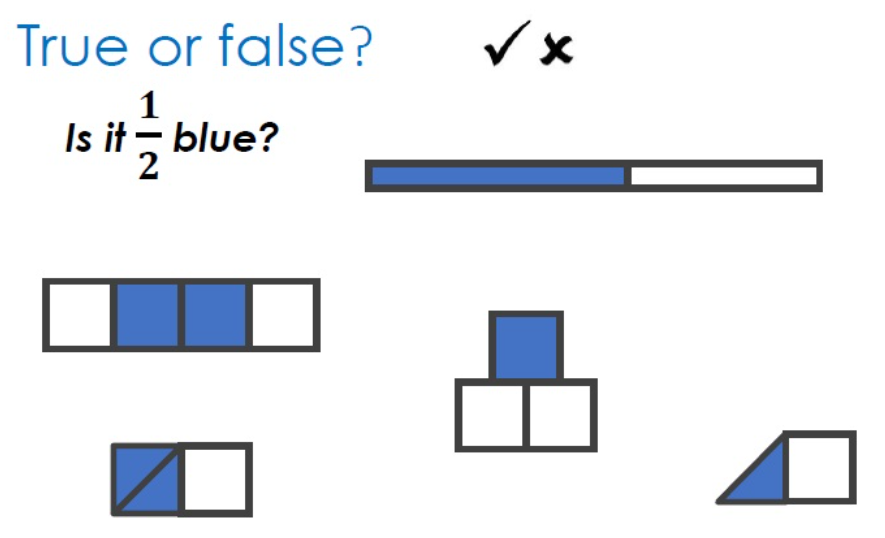 True or false? ✓ ✗
Is it 1/2 blue?